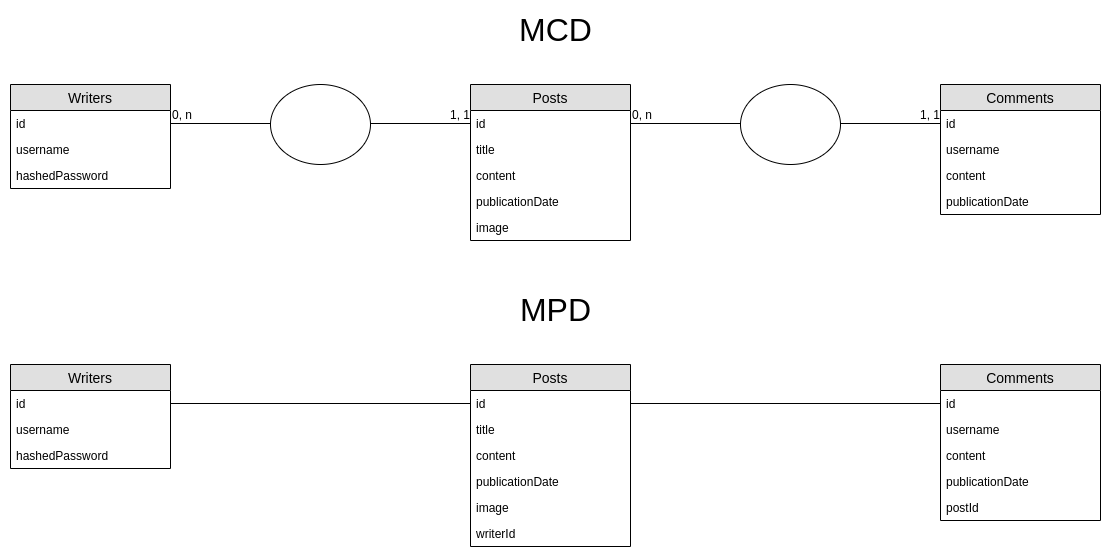 MCD
Writers
id
username
hashedPassword
0, n
1, 1
Posts
id
title
content
publicationDate
image
0, n
1, 1
Comments
id
username
content
publicationDate
MPD
Writers
id
username
hashedPassword
Posts
id
title
content
publicationDate
image
writerId
Comments
id
username
content
publicationDate
postId